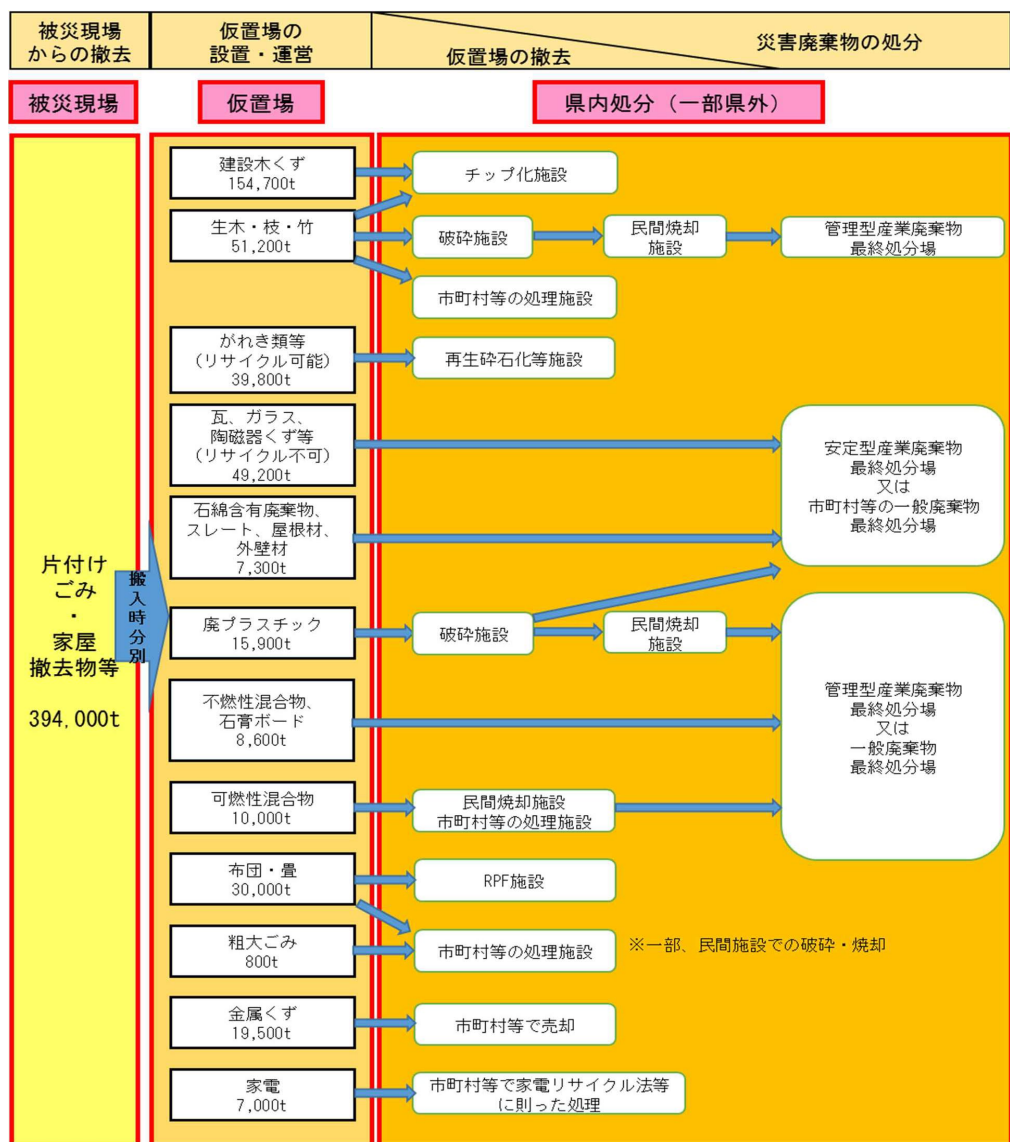 被災現場
からの撤去
仮置場の
設置・運営
仮置場の撤去
災害廃棄物の処分
被災現場
仮置場
県内処分（一部県外）
片付け
ごみ
・
家屋
撤去物等
394,000t
搬入時分別
建設木くず
154,700t
チップ化施設
生木・枝・竹
51,200t
破砕施設
民間焼却
施設
管理型産業廃棄物
最終処分場
市町村等の処理施設
がれき類等
（リサイクル可能）
39,800t
再生砕石化等施設
瓦、ガラス、
陶磁器くず等
（リサイクル不可）
49,200t
安定型産業廃棄物
最終処分場
又は
市町村等の一般廃棄物
最終処分場
石綿含有廃棄物、
スレート、屋根材、
外壁材
7,300t
廃プラスチック
15,900t
破砕施設
民間焼却
施設
管理型産業廃棄物
最終処分場
又は
一般廃棄物
最終処分場
不燃性混合物、
石膏ボード
8,600t
可燃性混合物
10,000t
民間焼却施設
市町村等の処理施設
布団・畳
30,000t
RPF施設
粗大ごみ
800t
市町村等の処理施設
※一部、民間施設での破砕・焼却
金属くず
19,500t
市町村等で売却
家電
7,000t
市町村等で家電リサイクル法等
に則った処理